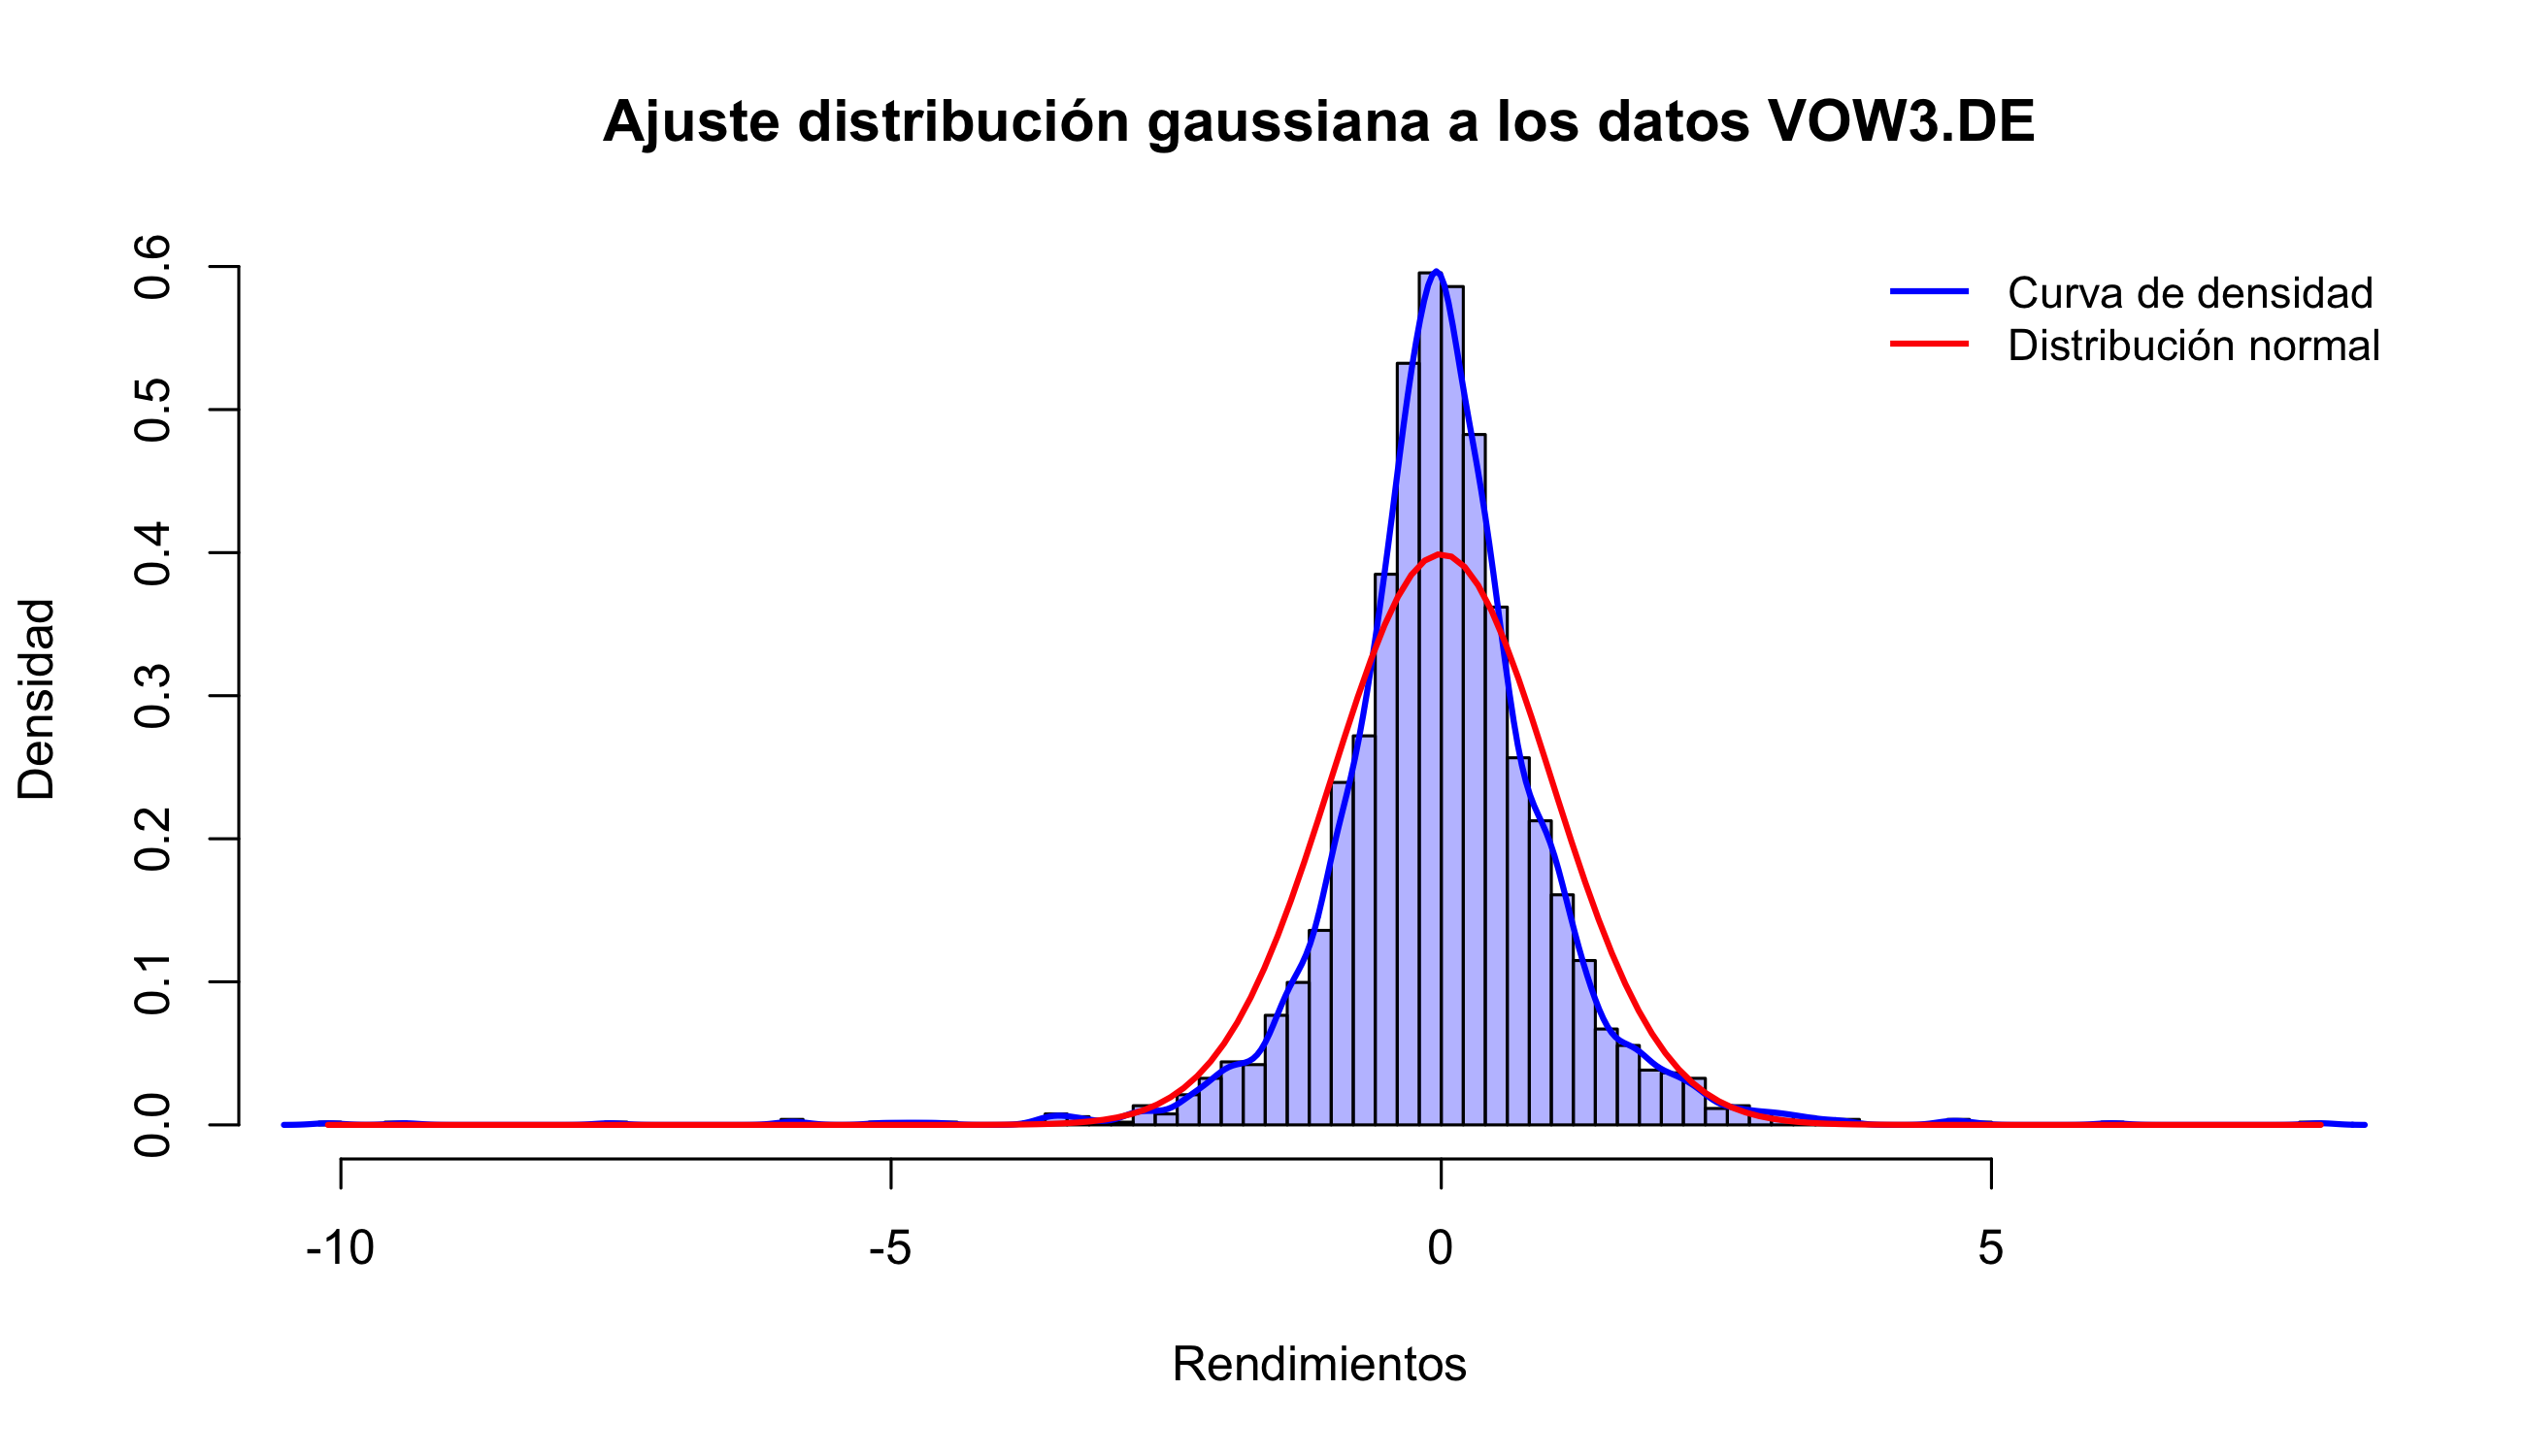 Ajuste distribución gaussiana a los datos VOW3.DE
Curva de densidad
Distribución normal
Densidad
0.6
0.5
0.4
0.3
0.2
0.1
0.0
-10 -5 0 5
Rendimientos